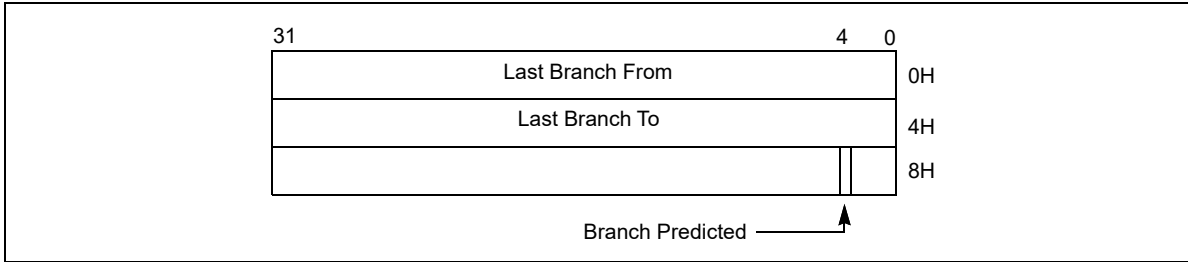 31 4 0
Last Branch From 0H
Last Branch To 4H
8H
Branch Predicted